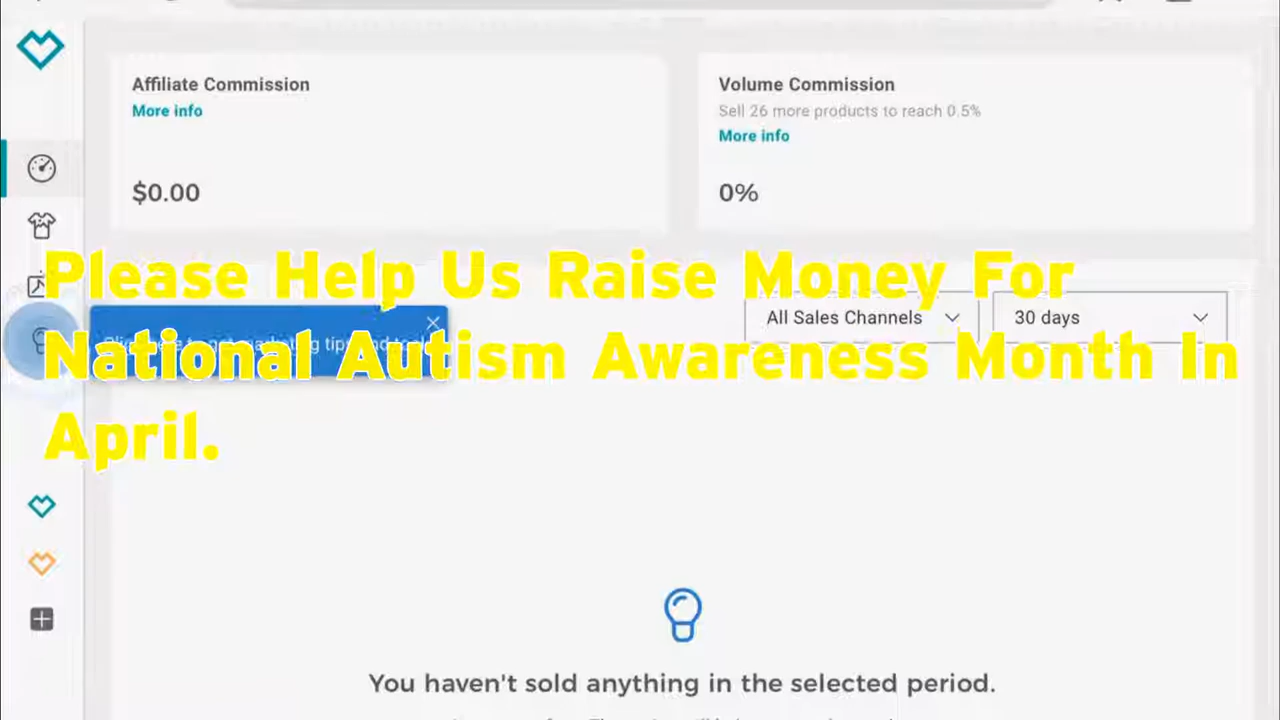 Affiliate Commission
More info
$0.00
Volume Commission
Sell 26 more products to reach 0.5%
More info
0%
Please Help Us Raise Money For
National Autism Awareness Month In
April.
All Sales Channels
30 days
You haven't sold anything in the selected period.